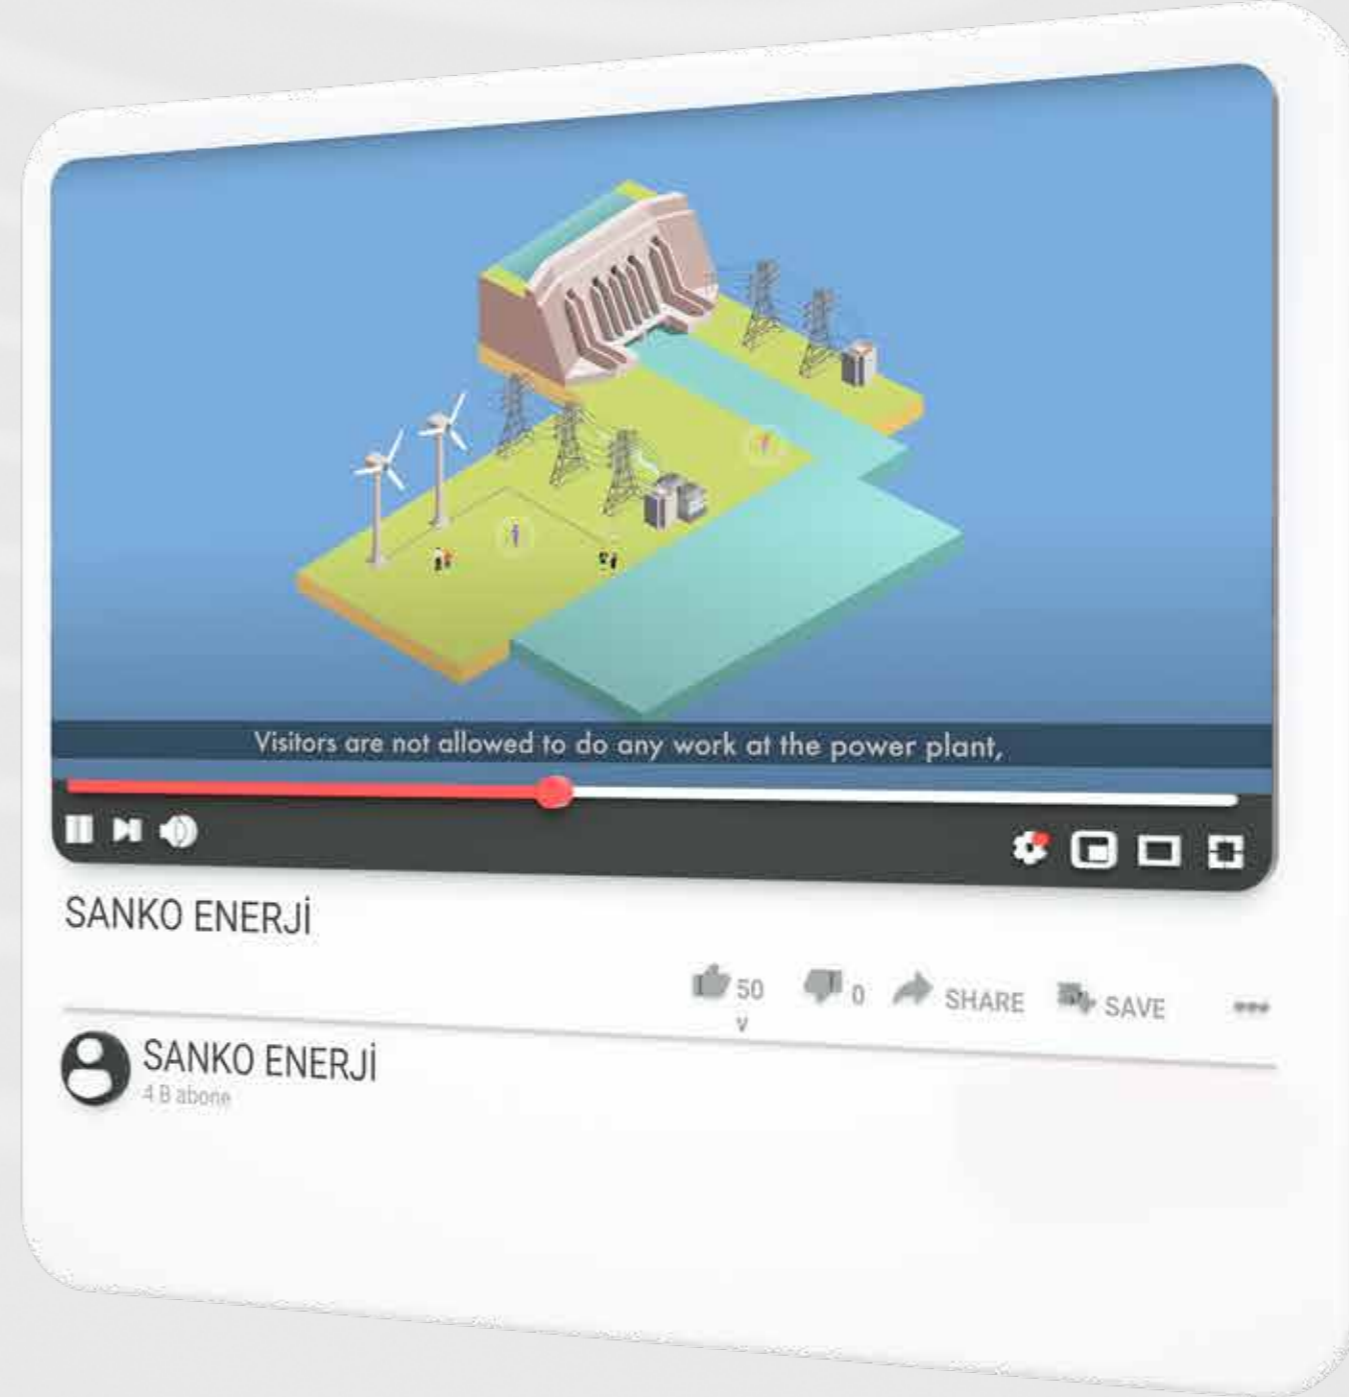 Visitors are not allowed to do any work at the power plant,
SANKO ENERJİ
50
0
SHARE
SAVE
v
SANKO ENERJİ
4 B abone